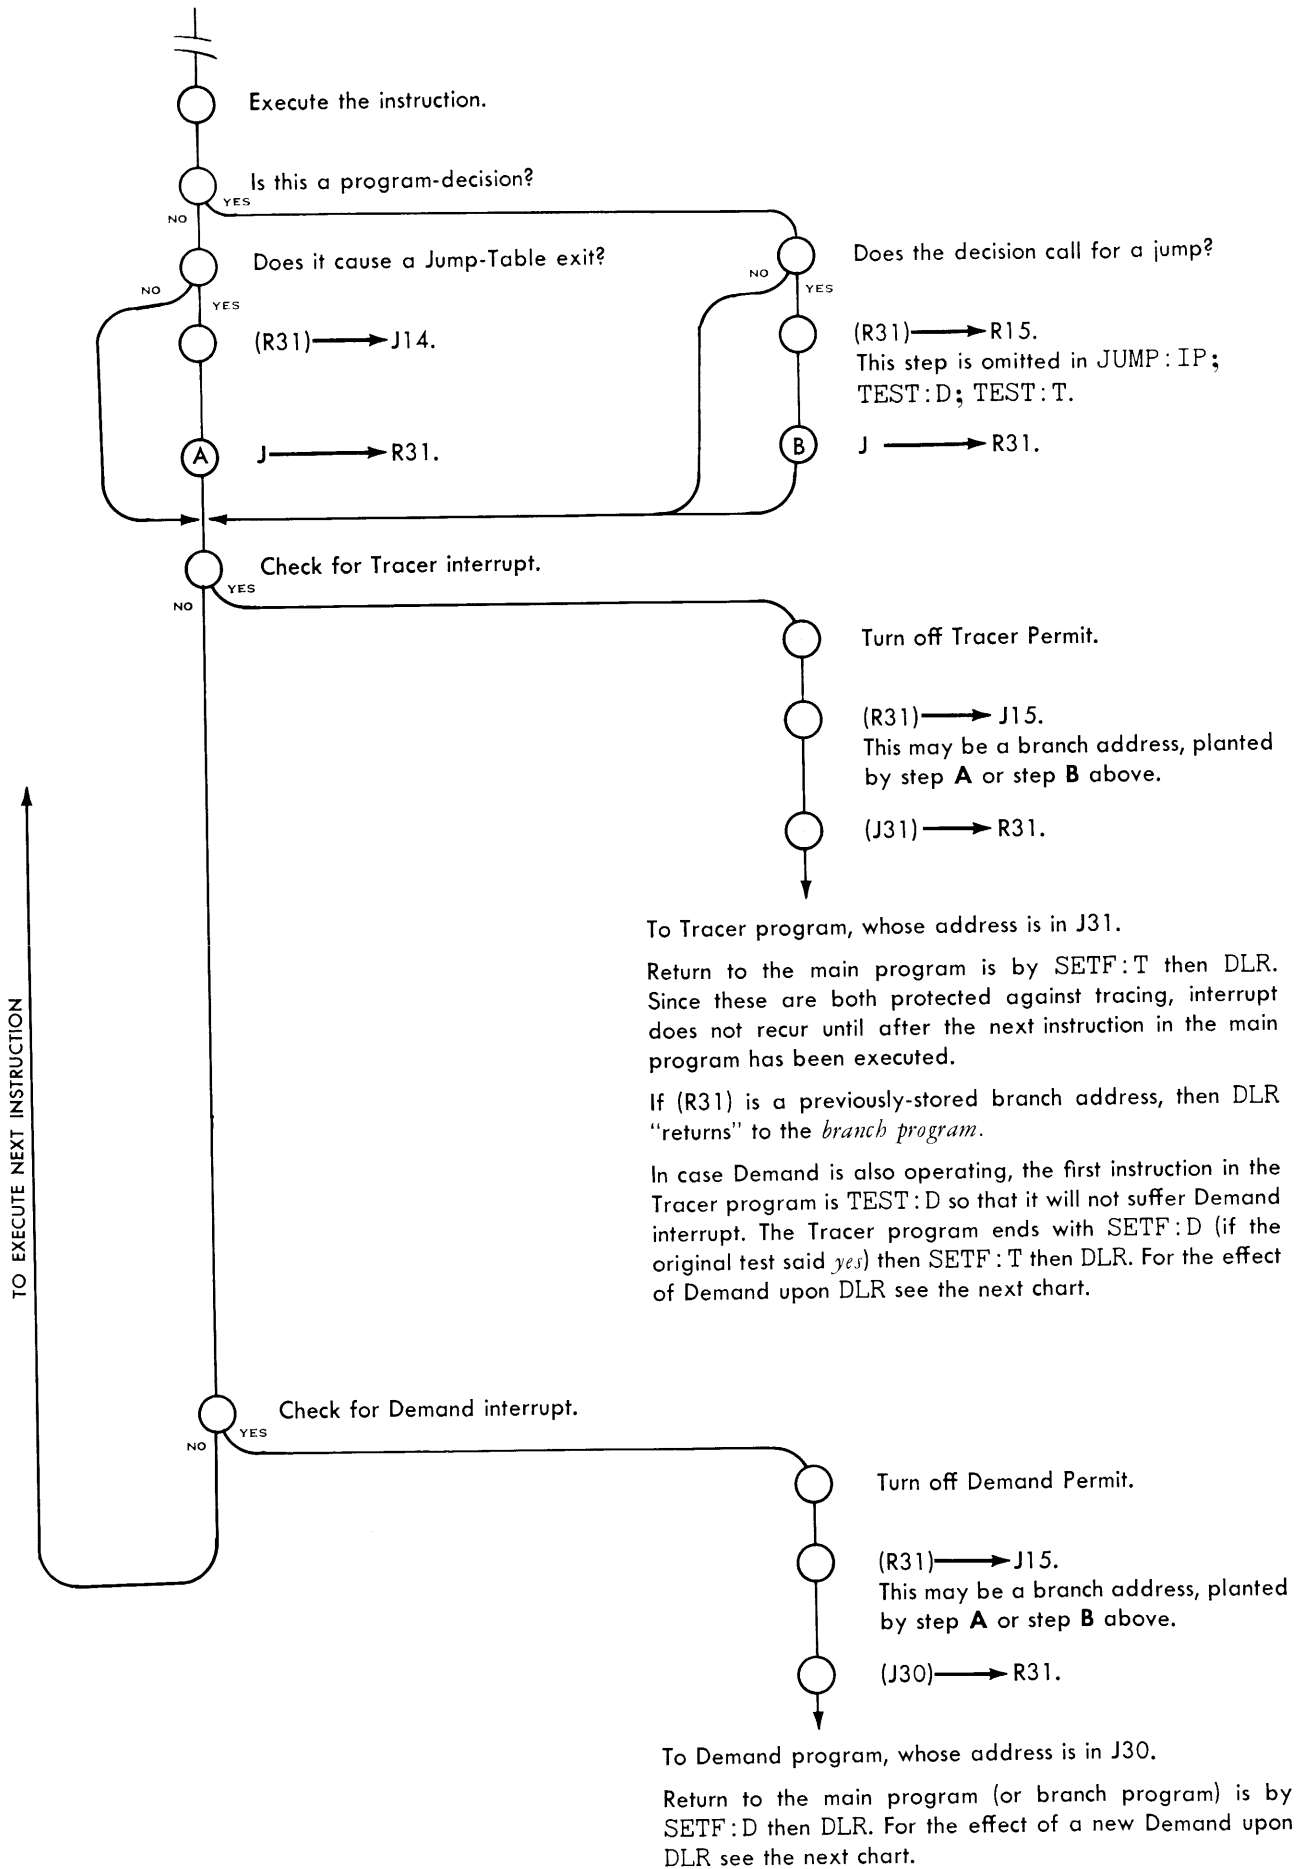 Execute the instruction.
Is this a program-decision?
YES
NO
Does it cause a Jump-Table exit?
NO
YES
(R31)⟶J14.
A
J⟶R31.
Does the decision call for a jump?
NO
YES
(R31)⟶R15.
This step is omitted in JUMP:IP;
TEST:D; TEST:T.
B
J ⟶R31.
Check for Tracer interrupt.
YES
NO
Turn off Tracer Permit.
(R31)⟶ J15.
This may be a branch address, planted
by step A or step B above.
(J31)⟶R31.
To Tracer program, whose address is in J31.
Return to the main program is by SETF:T then DLR.
Since these are both protected against tracing, interrupt
does not recur until after the next instruction in the main
program has been executed.
If (R31) is a previously-stored branch address, then DLR
"returns" to the branch program.
In case Demand is also operating, the first instruction in the
Tracer program is TEST:D so that it will not suffer Demand
interrupt. The Tracer program ends with SETF:D (if the
original test said yes) then SETF:T then DLR. For the effect
of Demand upon DLR see the next chart.
TO EXECUTE NEXT INSTRUCTION
Check for Demand interrupt.
YES
NO
Turn off Demand Permit.
(R31)⟶J15.
This may be a branch address, planted
by step A or step B above.
(J30)⟶R31.
To Demand program, whose address is in J30.
Return to the main program (or branch program) is by
SETF:D then DLR. For the effect of a new Demand upon
DLR see the next chart.